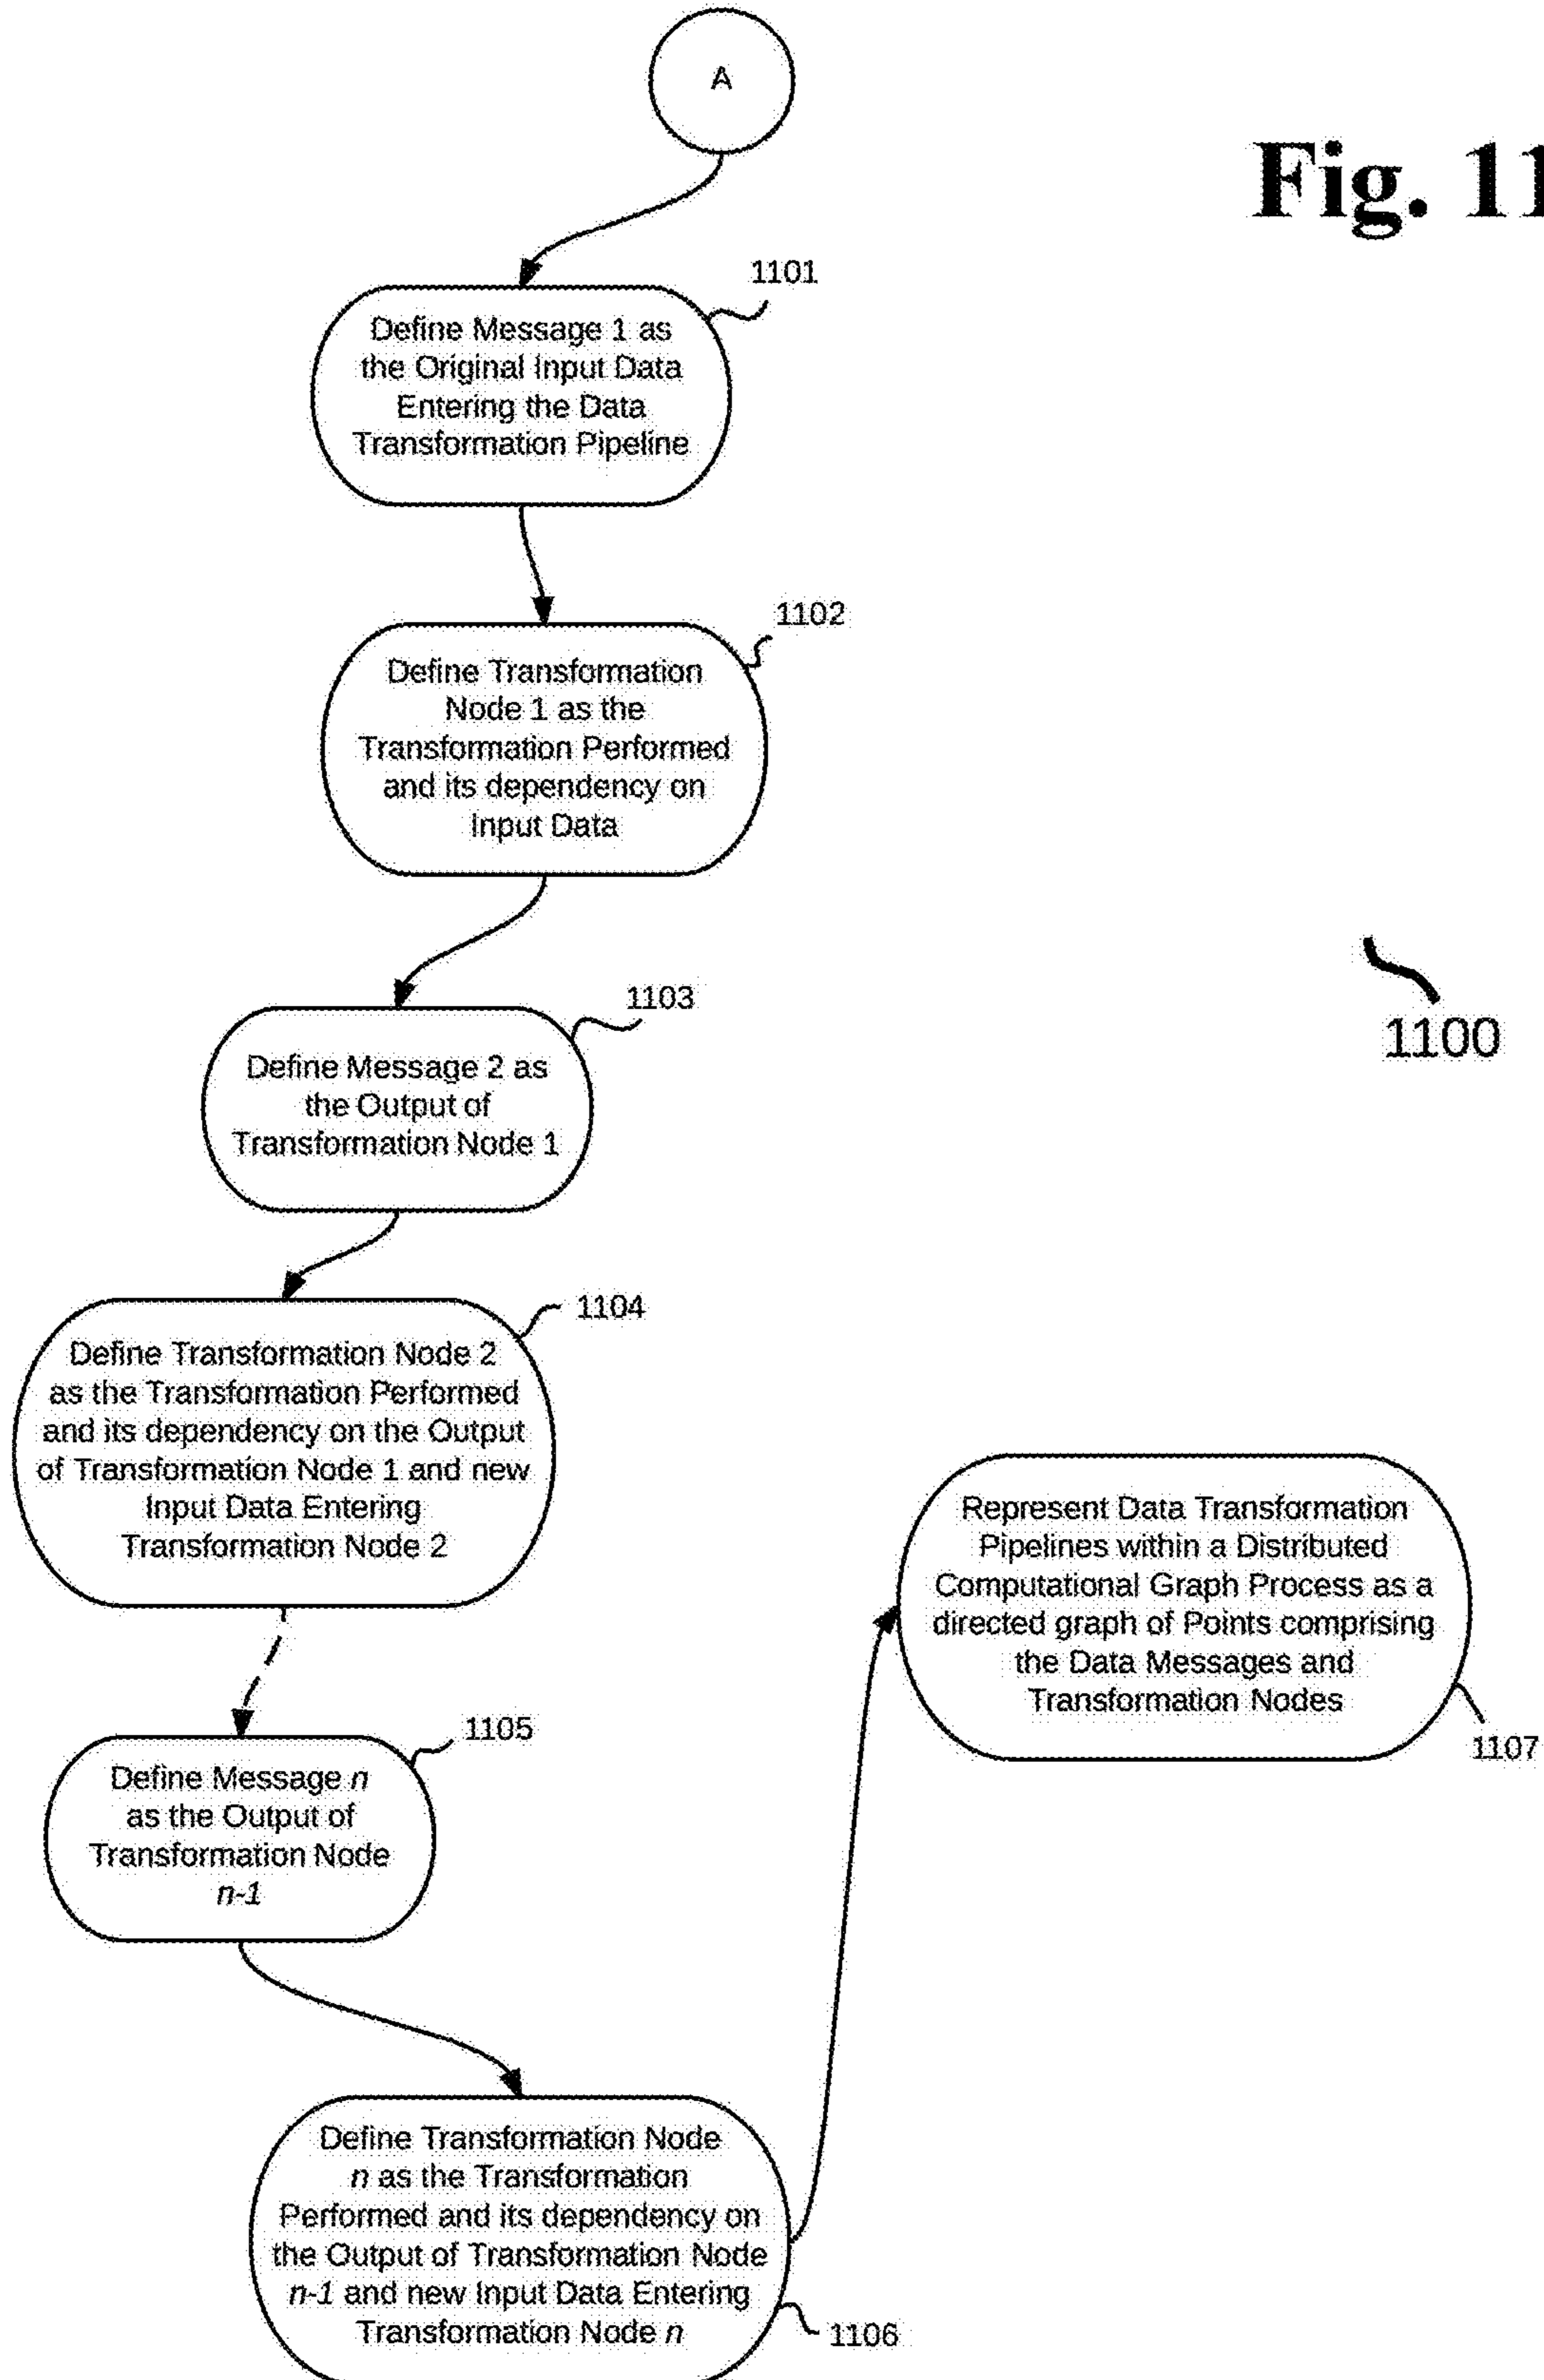 A
Fig. 11
1101
Define Message 1 as
the Original Input Data
Entering the Data
Transformation Pipeline
1102
Define Transformation
Node 1 as the
Transformation Performed
and its dependency on
Input Data
1103
Define Message 2 as
the Output of
Transformation Node 1
1100
1104
Define Transformation Node 2
as the Transformation Performed
and its dependency on the Output
of Transformation Node 1 and new
Input Data Entering
Transformation Node 2
1105
Define Message n
as the Output of
Transformation Node
n-1
Define Transformation Node
n as the Transformation
Performed and its dependency on
the Output of Transformation Node
n-1 and new Input Data Entering
Transformation Node n
1106
Represent Data Transformation
Pipelines within a Distributed
Computational Graph Process as a
directed graph of Points comprising
the Data Messages and
Transformation Nodes
1107